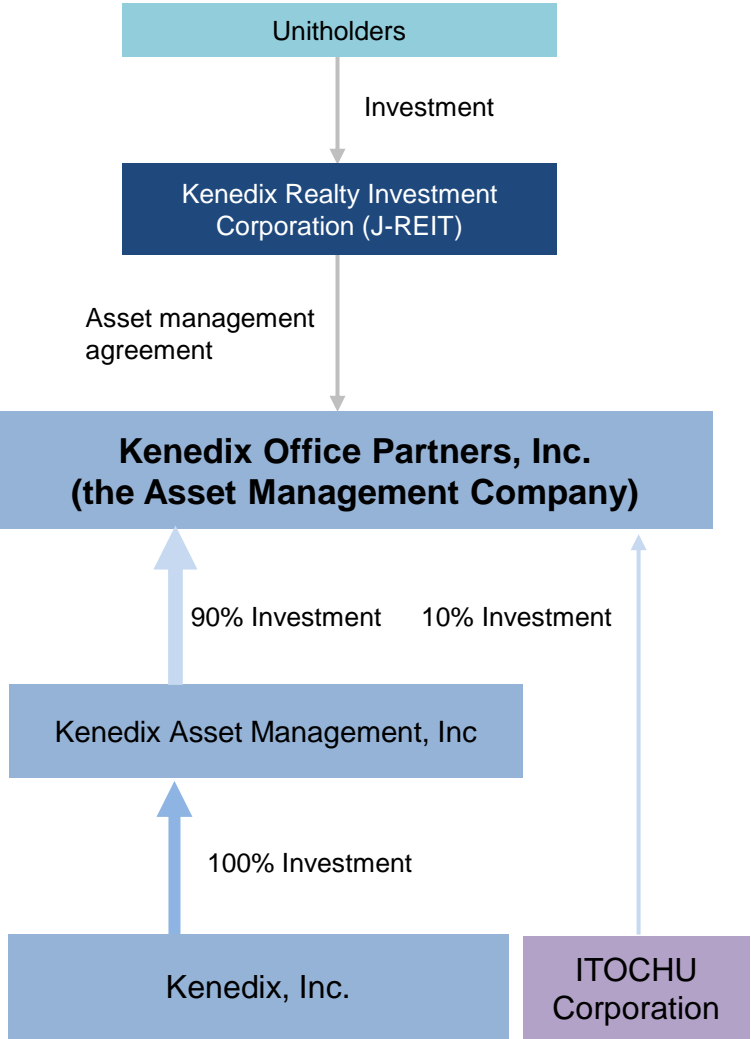 Unitholders
Investment
Kenedix Realty Investment
Corporation (J-REIT)
Asset management
agreement
Kenedix Office Partners, Inc.
(the Asset Management Company)
90% Investment
10% Investment
Kenedix Asset Management, Inc
100% Investment
Kenedix, Inc.
ITOCHU
Corporation